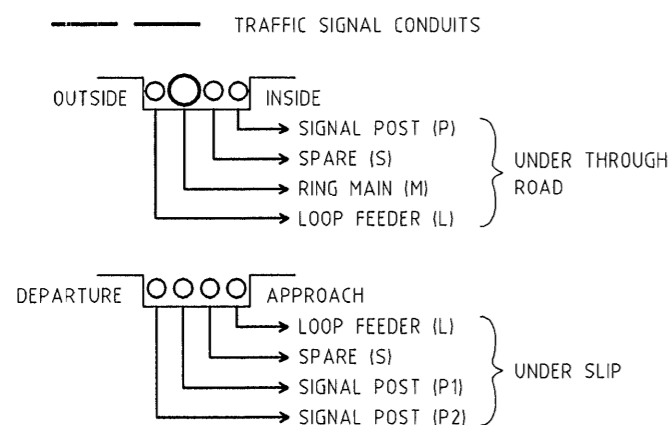 TRAFFIC SIGNAL CONDUITS
OUTSIDE INSIDE
SIGNAL POST (P)
SPARE (S)
RING MAIN (M)
LOOP FEEDER (L)
UNDER THROUGH
ROAD
DEPARTURE APPROACH
LOOP FEEDER (L)
SPARE (S)
SIGNAL POST (P1)
SIGNAL POST (P2)
UNDER SLIP